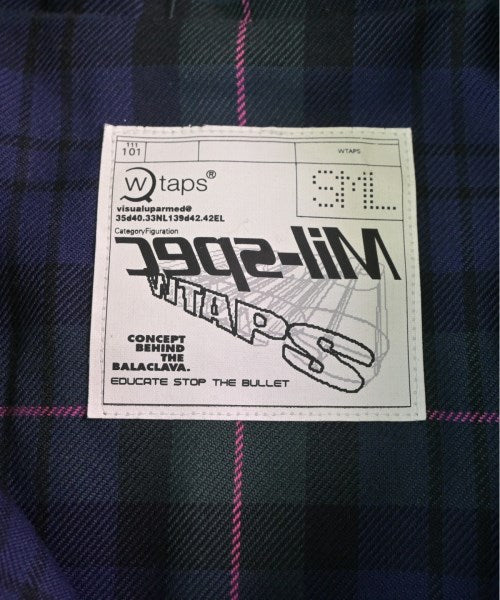 111
101
WTAPS
Wtaps®
SML
visualuparmed@
35d40.33NL139d42.42EL
CategoryFiguration
Mil-spec
WTAPS
CONCEPT
BEHIND
THE
BALACLAVA.
EDUCATE STOP THE BULLET